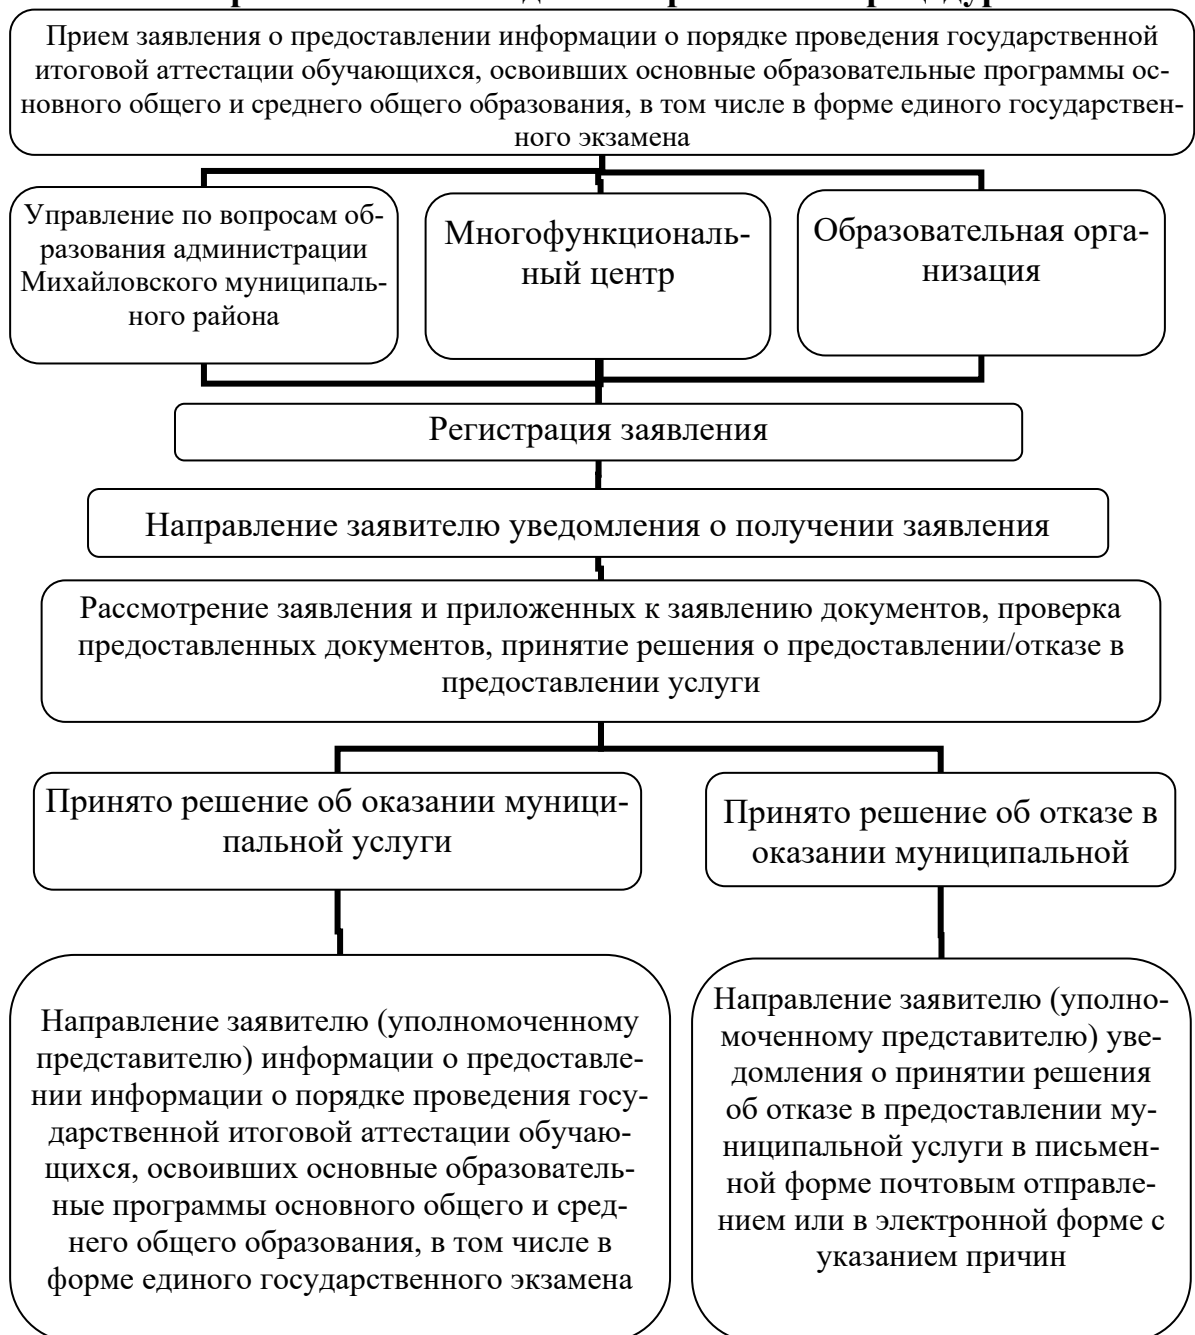 Прием заявления о предоставлении информации о порядке проведения государственной
итоговой аттестации обучающихся, освоивших основные образовательные программы ос-
новного общего и среднего общего образования, в том числе в форме единого государствен-
ного экзамена
Управление по вопросам об-
разования администрации
Михайловского муниципаль-
ного района
Многофункциональ-
ный центр
Образовательная орга-
низация
Регистрация заявления
Направление заявителю уведомления о получении заявления
Рассмотрение заявления и приложенных к заявлению документов, проверка
предоставленных документов, принятие решения о предоставлении/отказе в
предоставлении услуги
Принято решение об оказании муници-
пальной услуги
Принято решение об отказе в
оказании муниципальной
Направление заявителю (уполномоченному
представителю) информации о предоставле-
нии информации о порядке проведения госу-
дарственной итоговой аттестации обучаю-
щихся, освоивших основные образователь-
ные программы основного общего и сред-
него общего образования, в том числе в
форме единого государственного экзамена
Направление заявителю (уполно-
моченному представителю) уве-
домления о принятии решения
об отказе в предоставлении му-
ниципальной услуги в письмен-
ной форме почтовым отправле-
нием или в электронной форме с
указанием причин